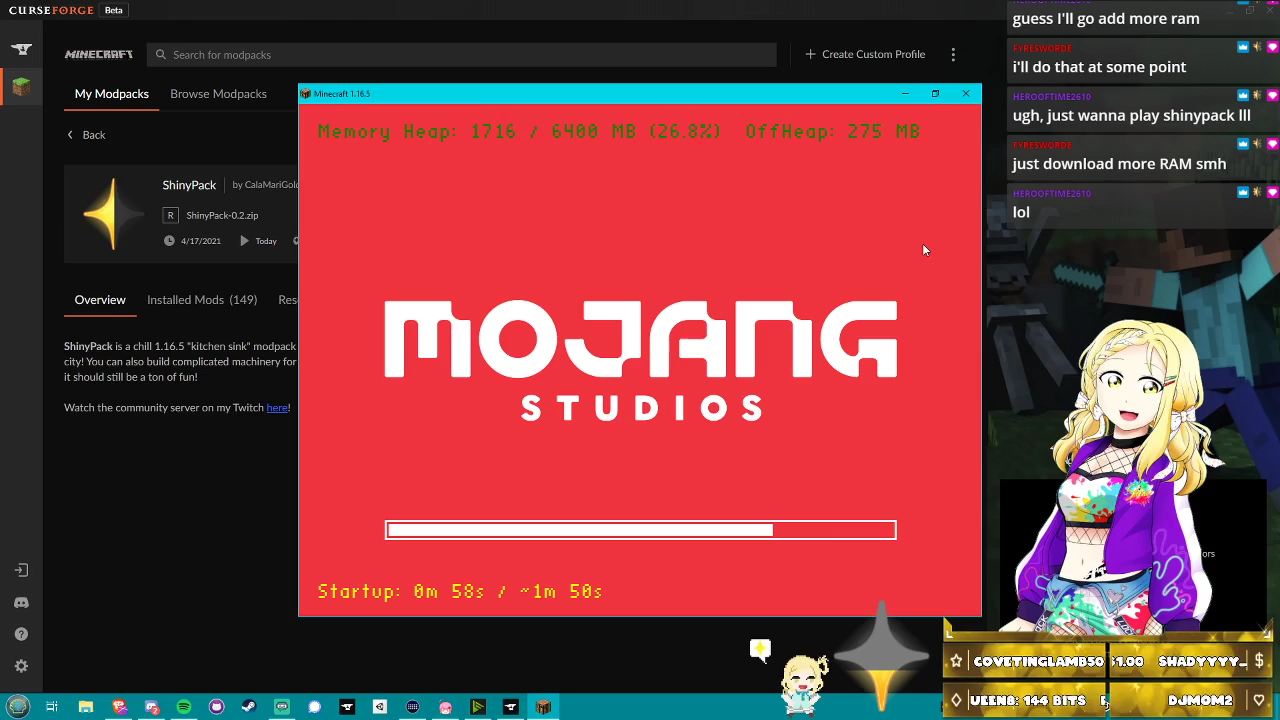 CURSEFORGE Beta
MINECRAFT
Search for modpacks
+ Create Custom Profile
My Modpacks
Browse Modpacks
Back
ShinyPack
by CalaMariGol
R ShinyPack-0.2.zip
4/17/2021
Today
Overview
Installed Mods (149)
Res
ShinyPack is a chill 1.16.5 "kitchen sink" modpack
city! You can also build complicated machinery for
it should still be a ton of fun!
Watch the community server on my Twitch here!
Minecraft 1.16.5
Memory Heap: 1716 / 6400 MB (26.8%) OffHeap: 275 MB
MOJANG
STUDIOS
Startup: 0m 58s / ~1m 50s
guess I'll go add more ram
FYRESWORDE
i'll do that at some point
HEROOFTIME2610
ugh, just wanna play shinypack lll
FYRESWORDE
just download more RAM smh
HEROOFTIME2610
lol
ors
COVETINGLAMB50
$1.00 SHADYYYY_
$
UEENB: 144 BITS
DJMOM2